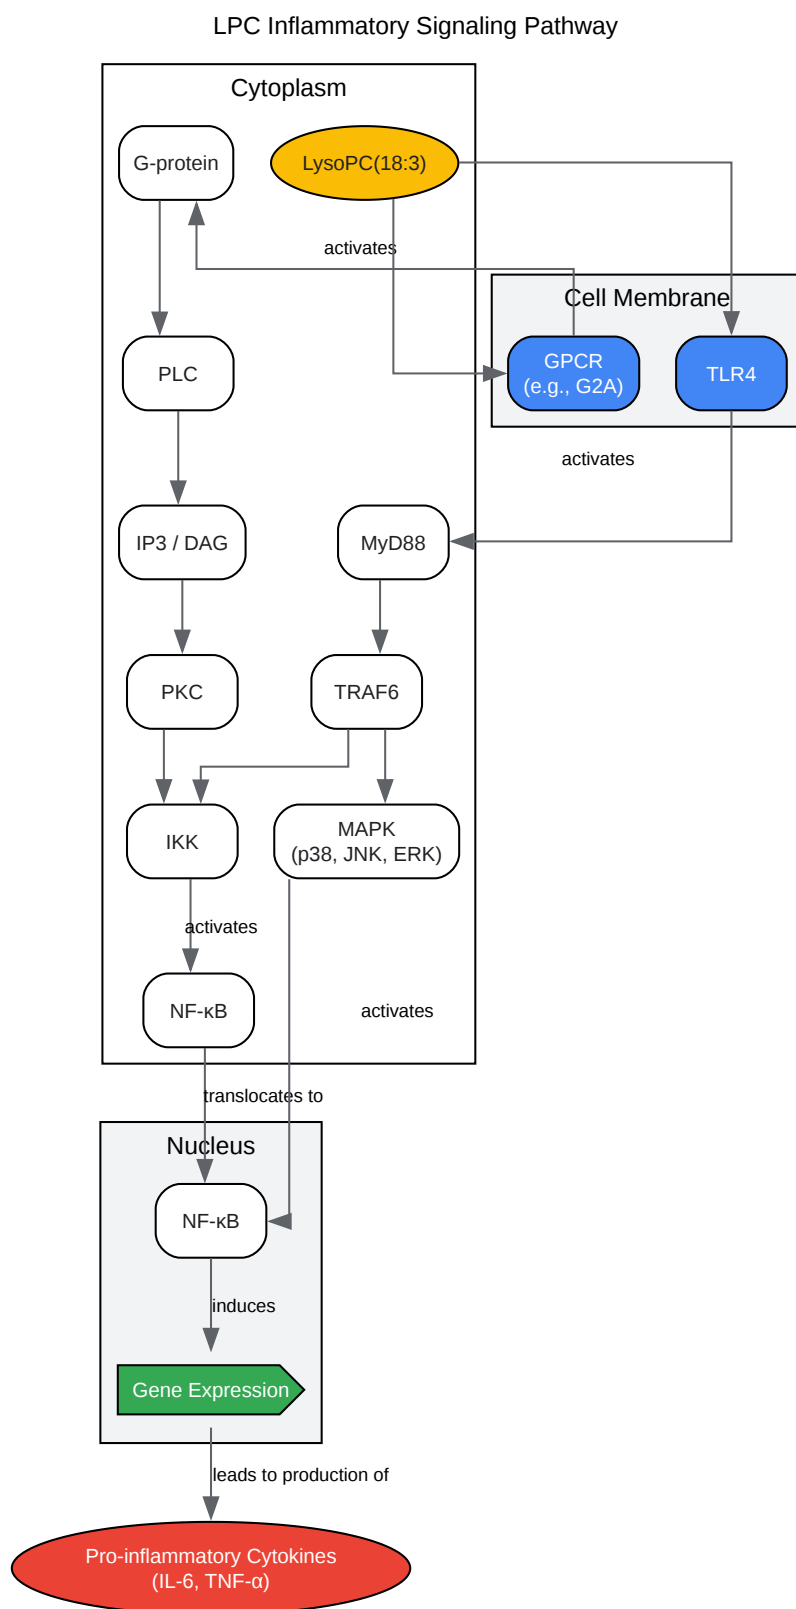 LPC Inflammatory Signaling Pathway
Cytoplasm
G-protein
LysoPC(18:3)
activates
Cell Membrane
GPCR
(e.g., G2A)
TLR4
PLC
activates
IP3 / DAG
MyD88
PKC
TRAF6
IKK
MAPK
(p38, JNK, ERK)
activates
NF-κB
activates
translocates to
Nucleus
NF-κB
induces
Gene Expression
leads to production of
Pro-inflammatory Cytokines
(IL-6, TNF-α)